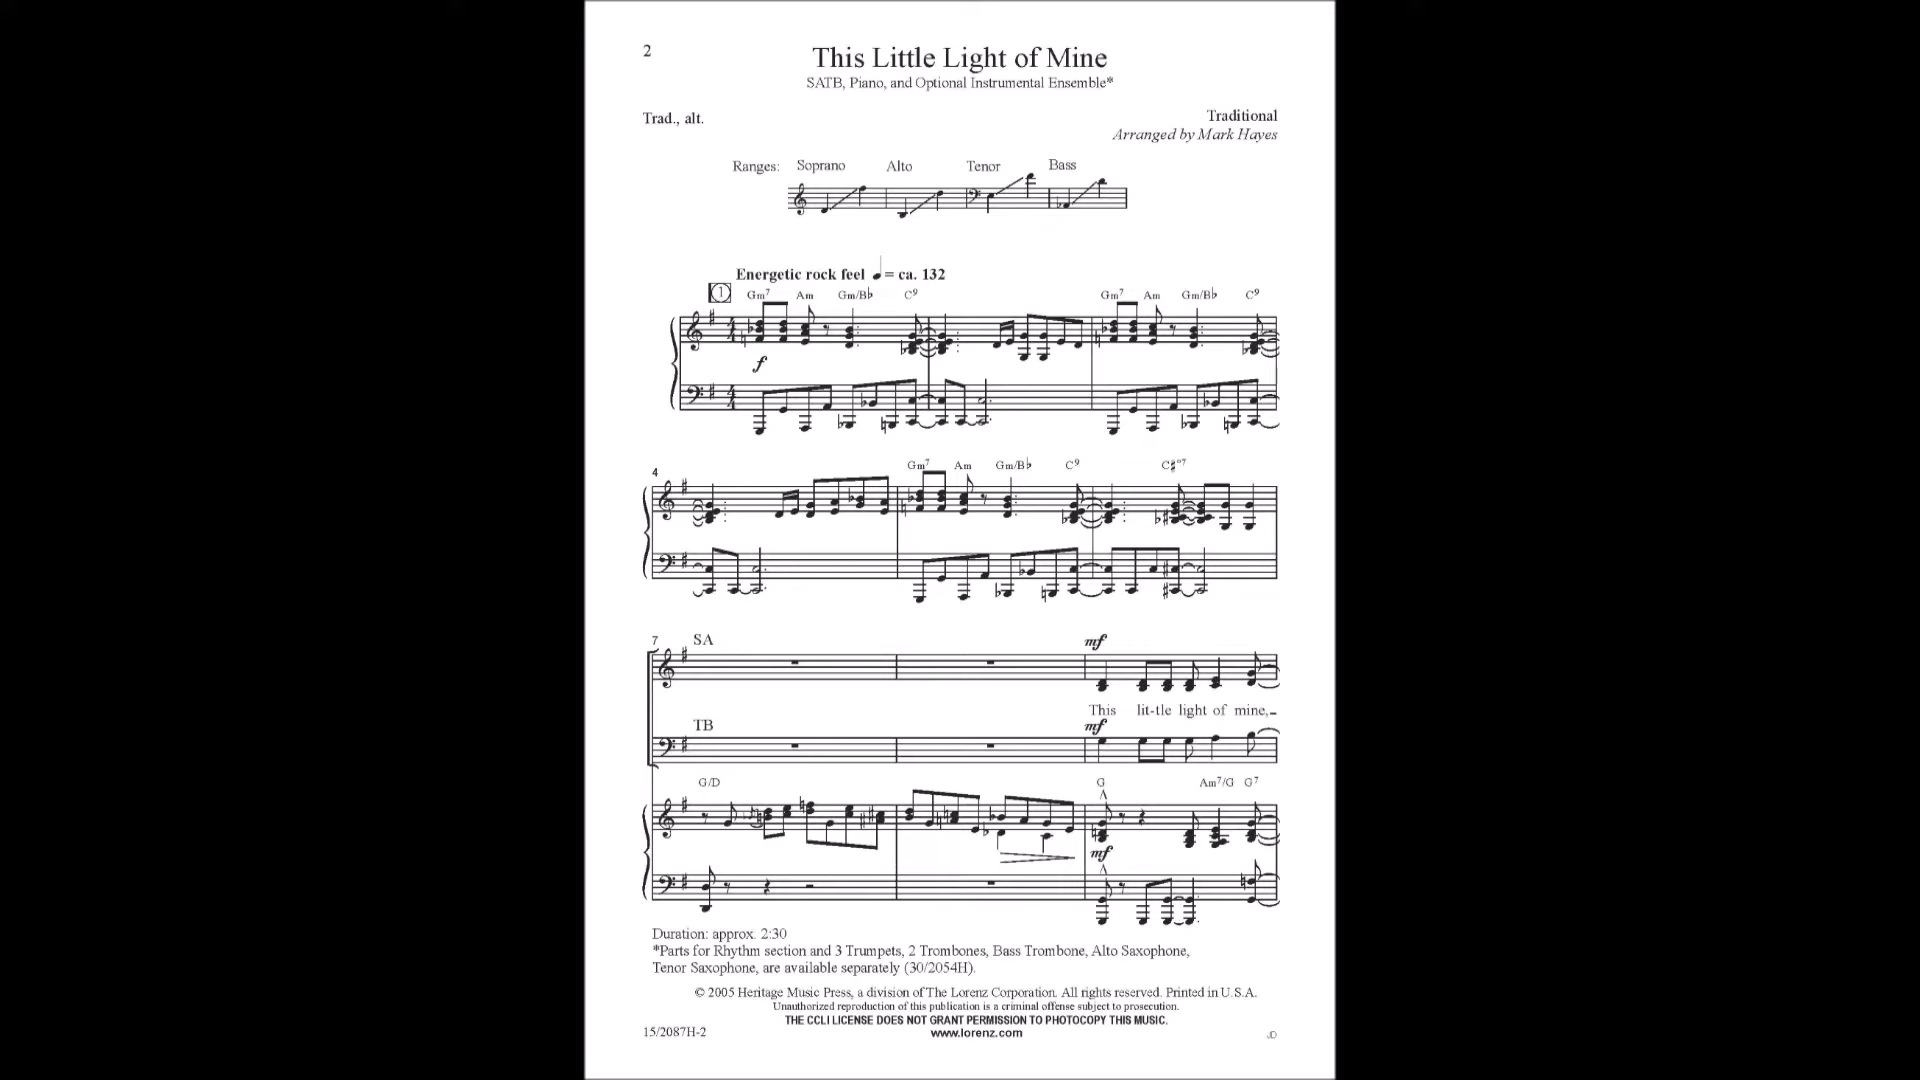 2
This Little Light of Mine
SATB, Piano, and Optional Instrumental Ensemble*
Trad., alt.
Traditional
Arranged by Mark Hayes
Ranges: Soprano Alto Tenor Bass
Energetic rock feel ♩ = ca. 132
1
Gm7 Am Gm/B♭ C9 Gm7 Am Gm/B♭ C9
f
4
Gm7 Am Gm/B♭ C9 C♯°7
7 SA
mf
This lit-tle light of mine,
TB
mf
G/D G Am7/G G7
mf
Duration: approx. 2:30
*Parts for Rhythm section and 3 Trumpets, 2 Trombones, Bass Trombone, Alto Saxophone,
Tenor Saxophone, are available separately (30/2054H).
© 2005 Heritage Music Press, a division of The Lorenz Corporation. All rights reserved. Printed in U.S.A.
Unauthorized reproduction of this publication is a criminal offense subject to prosecution.
THE CCLI LICENSE DOES NOT GRANT PERMISSION TO PHOTOCOPY THIS MUSIC.
www.lorenz.com
15/2087H-2
JD